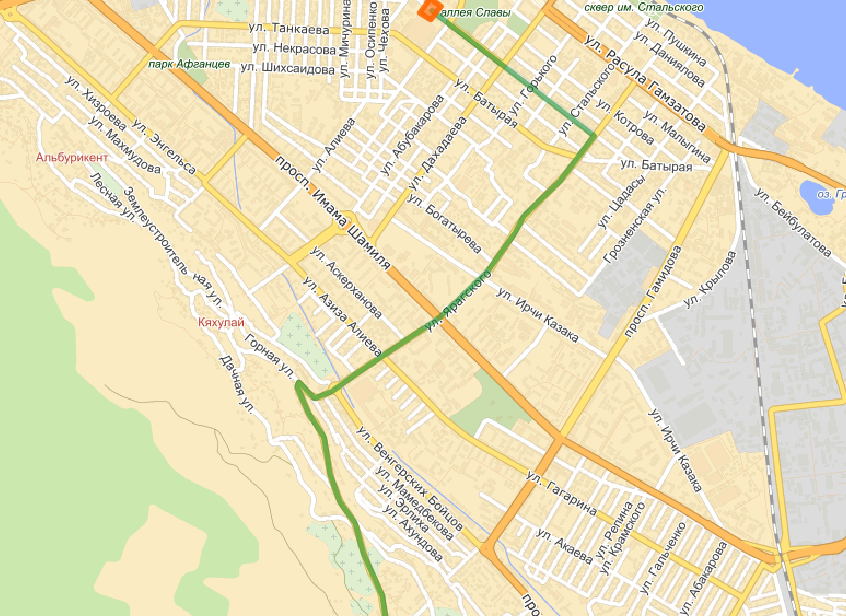 сквер им. Стальского
аллея Славы
ул. Пушкина
ул. Даниялова
ул. Танкаева
ул. Мичурина
ул. Осипенко
ул. Чехова
ул. Некрасова
ул. Шихсаидова
парк Афганцев
ул. Расула Гамзатова
ул. Горького
ул. Стальского
ул. Хизроева
ул. Махмудова
ул. Энгельса
ул. Батырая
ул. Абубакарова
ул. Дахадаева
ул. Алиева
ул. Котрова
ул. Малыгина
ул. Батырая
Альбурикент
Лесная ул.
Землеустроитель
ная ул.
просп. Имама Шамиля
ул. Богатырева
ул. Цадасы
Грозненская ул.
ул. Бейбулатова
оз. Гр
ул. Крылова
просп. Гамидова
ул. Аскерханова
ул. Азиза Алиева
ул. Ярагского
ул. Ирчи Казака
Кяхулай
Горная ул.
Дачная ул.
ул. Ирчи Казака
ул. Венгерских Бойцов
ул. Мамедбекова
ул. Эрлиха
ул. Ахундова
ул. Гагарина
ул. Акаева
ул. Репина
ул. Крамского
ул. Гальченко
ул. Абакарова
про